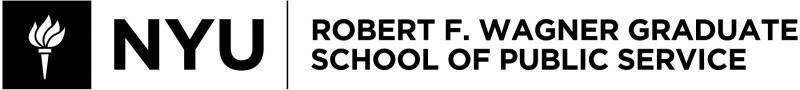 NYU
ROBERT F. WAGNER GRADUATE
SCHOOL OF PUBLIC SERVICE